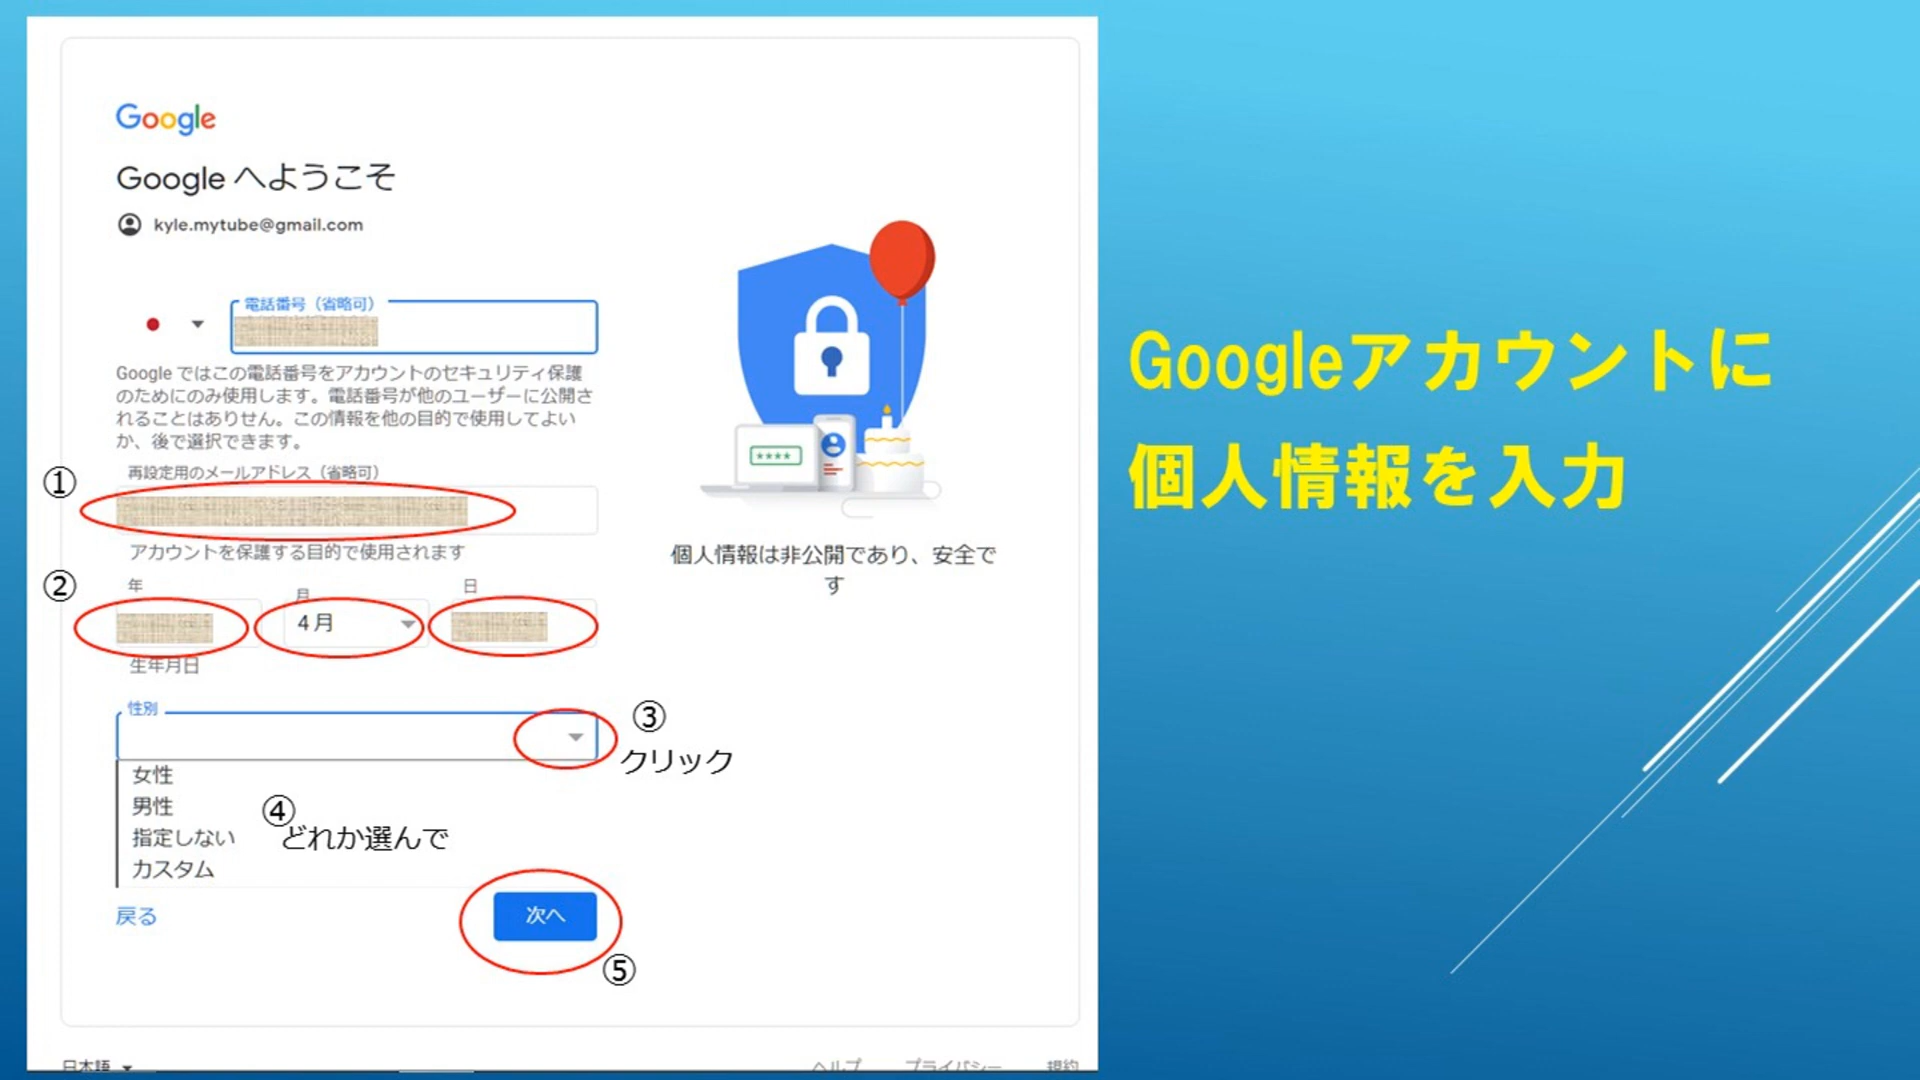 Google
Google へようこそ
kyle.mytube@gmail.com
電話番号（省略可）
Google ではこの電話番号をアカウントのセキュリティ保護
のためにのみ使用します。電話番号が他のユーザーに公開さ
れることはありません。この情報を他の目的で使用してよい
か、後で選択できます。
①
再設定用のメールアドレス（省略可）
アカウントを保護する目的で使用されます
②
年
月
日
4 月
生年月日
性別
③
クリック
女性
男性
指定しない
カスタム
④
どれか選んで
戻る
次へ
⑤
****
個人情報は非公開であり、安全で
す
日本語
ヘルプ
プライバシー
規約
Googleアカウントに
個人情報を入力